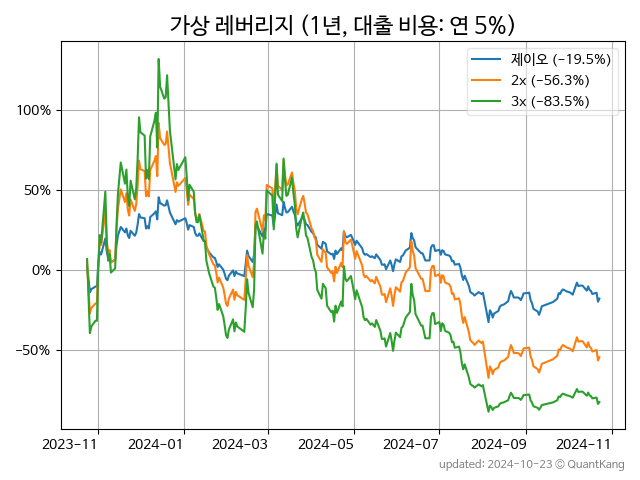 가상 레버리지 (1년, 대출 비용: 연 5%)
제이오 (−19.5%)
2x (−56.3%)
3x (−83.5%)
100%
50%
0%
−50%
2023-11 2024-01 2024-03 2024-05 2024-07 2024-09 2024-11
updated: 2024-10-23 © QuantKang